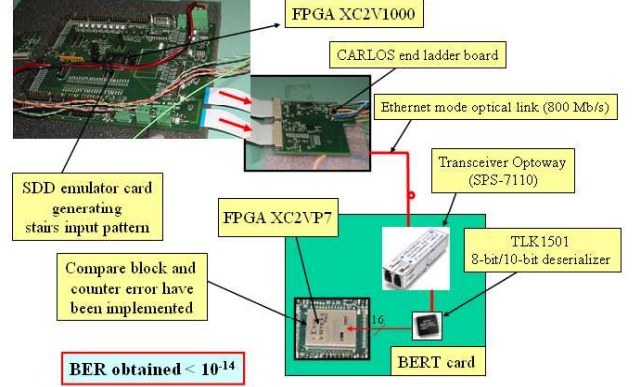 FPGA XC2V1000
CARLOS end ladder board
Ethernet mode optical link (800 Mb/s)
Transceiver Optoway
(SPS-7110)
SDD emulator card
generating
stairs input pattern
FPGA XC2VP7
TLK1501
8-bit/10-bit deserializer
Compare block and
counter error have
been implemented
16
BERT card
BER obtained < 10-14